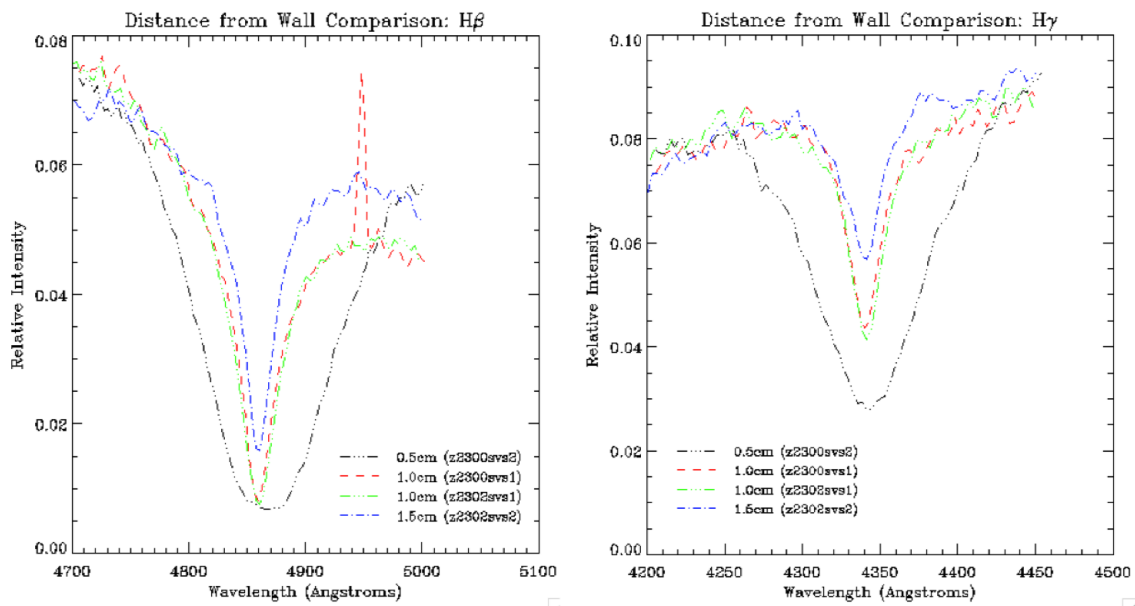 Distance from Wall Comparison: Hβ
0.08
0.06
0.04
0.02
0.00
Relative Intensity
0.5cm (z2300svs2)
1.0cm (z2300svs1)
1.0cm (z2302svs1)
1.5cm (z2302svs2)
4700 4800 4900 5000 5100
Wavelength (Angstroms)
Distance from Wall Comparison: Hγ
0.10
0.08
0.06
0.04
0.02
0.00
Relative Intensity
0.5cm (z2300svs2)
1.0cm (z2300svs1)
1.0cm (z2302svs1)
1.5cm (z2302svs2)
4200 4250 4300 4350 4400 4450 4500
Wavelength (Angstroms)